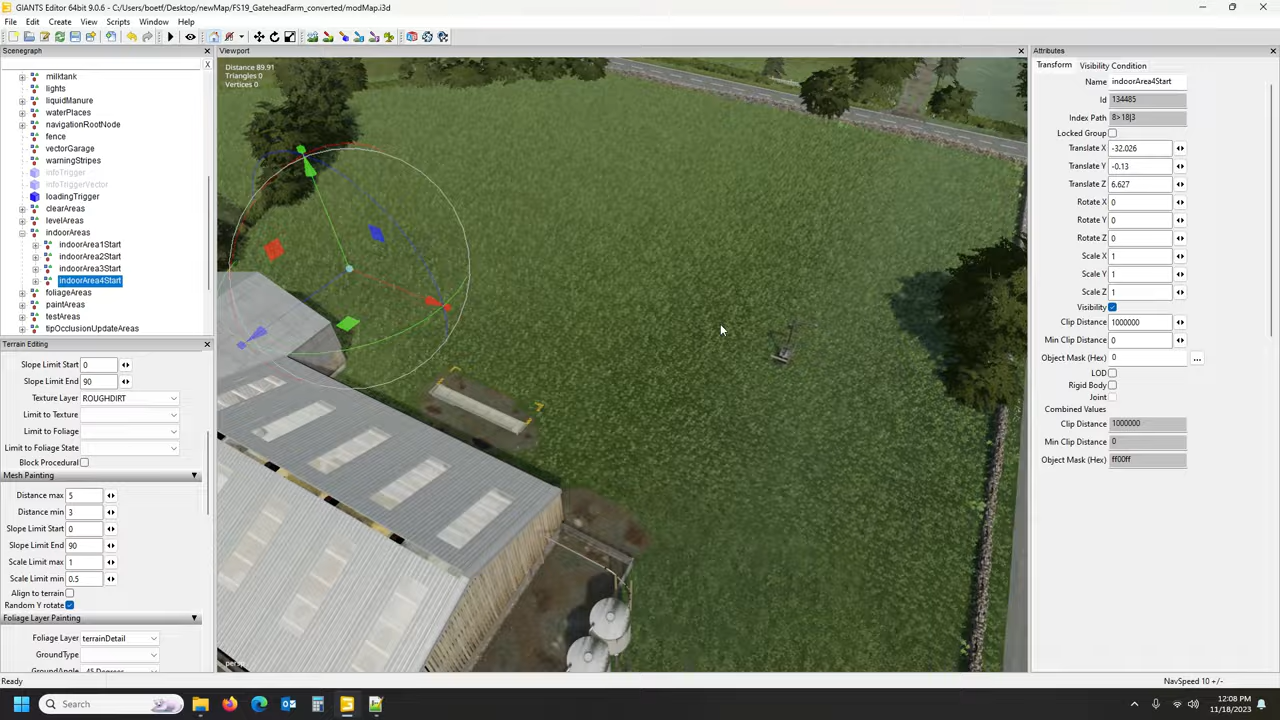 GIANTS Editor 64bit 9.0.6 - C:/Users/boetf/Desktop/newMap/FS19_GateheadFarm_converted/modMap.i3d
File Edit Create View Scripts Window Help
Scenegraph
X
milktank
lights
liquidManure
waterPlaces
navigationRootNode
fence
vectorGarage
warningStripes
infoTrigger
infoTriggerVector
loadingTrigger
clearAreas
levelAreas
indoorAreas
indoorArea1Start
indoorArea2Start
indoorArea3Start
indoorArea4Start
foliageAreas
paintAreas
testAreas
tipOcclusionUpdateAreas
Terrain Editing
Slope Limit Start 0
Slope Limit End 90
Texture Layer ROUGHDIRT
Limit to Texture
Limit to Foliage
Limit to Foliage State
Block Procedural
Mesh Painting
Distance max 5
Distance min 3
Slope Limit Start 0
Slope Limit End 90
Scale Limit max 1
Scale Limit min 0.5
Align to terrain
Random Y rotate
Foliage Layer Painting
Foliage Layer terrainDetail
GroundType
GroundAngle -45 Degrees
Viewport
Distance 89.91
Triangles 0
Vertices 0
persp
Attributes
Transform Visibility Condition
Name indoorArea4Start
Id 134485
Index Path 8>18|3
Locked Group
Translate X -32.026
Translate Y -0.13
Translate Z 6.627
Rotate X 0
Rotate Y 0
Rotate Z 0
Scale X 1
Scale Y 1
Scale Z 1
Visibility
Clip Distance 1000000
Min Clip Distance 0
Object Mask (Hex) 0 ...
LOD
Rigid Body
Joint
Combined Values
Clip Distance 1000000
Min Clip Distance 0
Object Mask (Hex) ff00ff
Ready
NavSpeed 10 +/-
Search
12:08 PM
11/18/2023